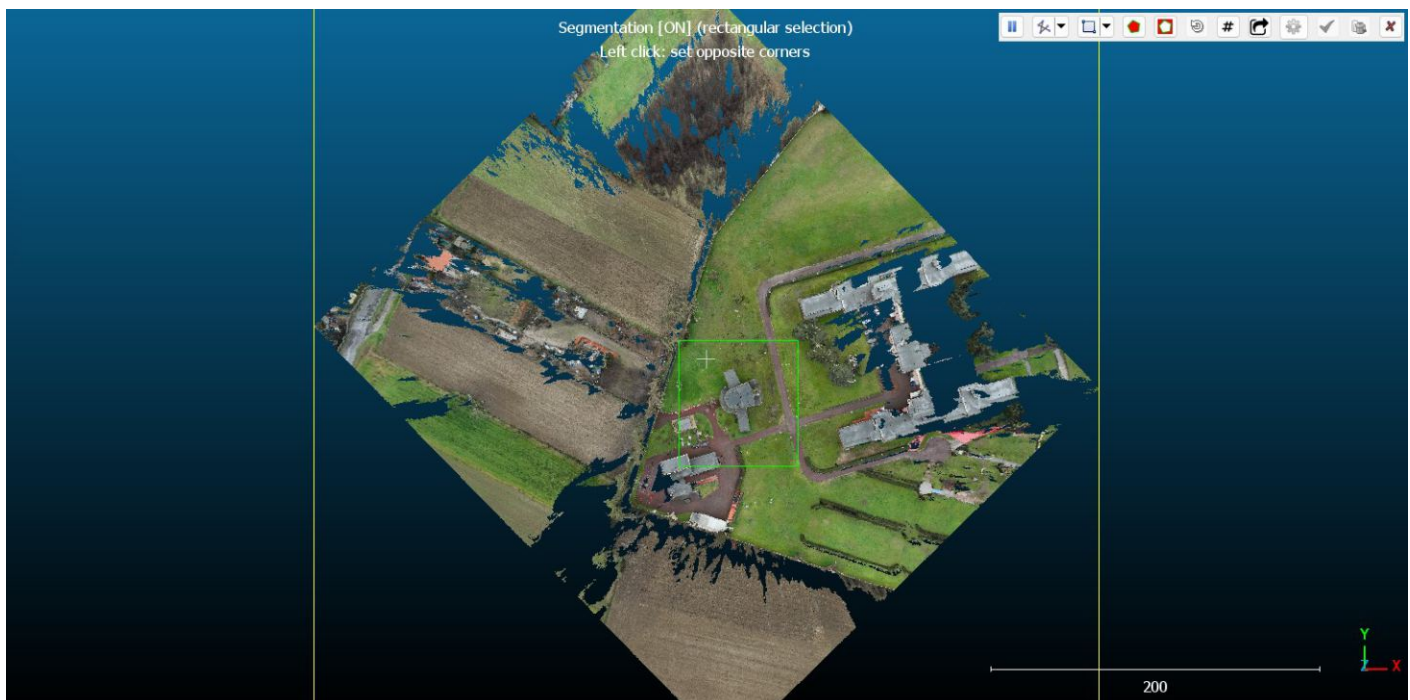 Segmentation [ON] (rectangular selection)
Left click: set opposite corners
Y
Z X
200